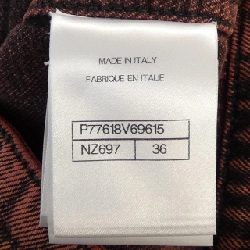 MADE IN ITALY
FABRIQUE EN ITALIE
P77618V69615
NZ697 36